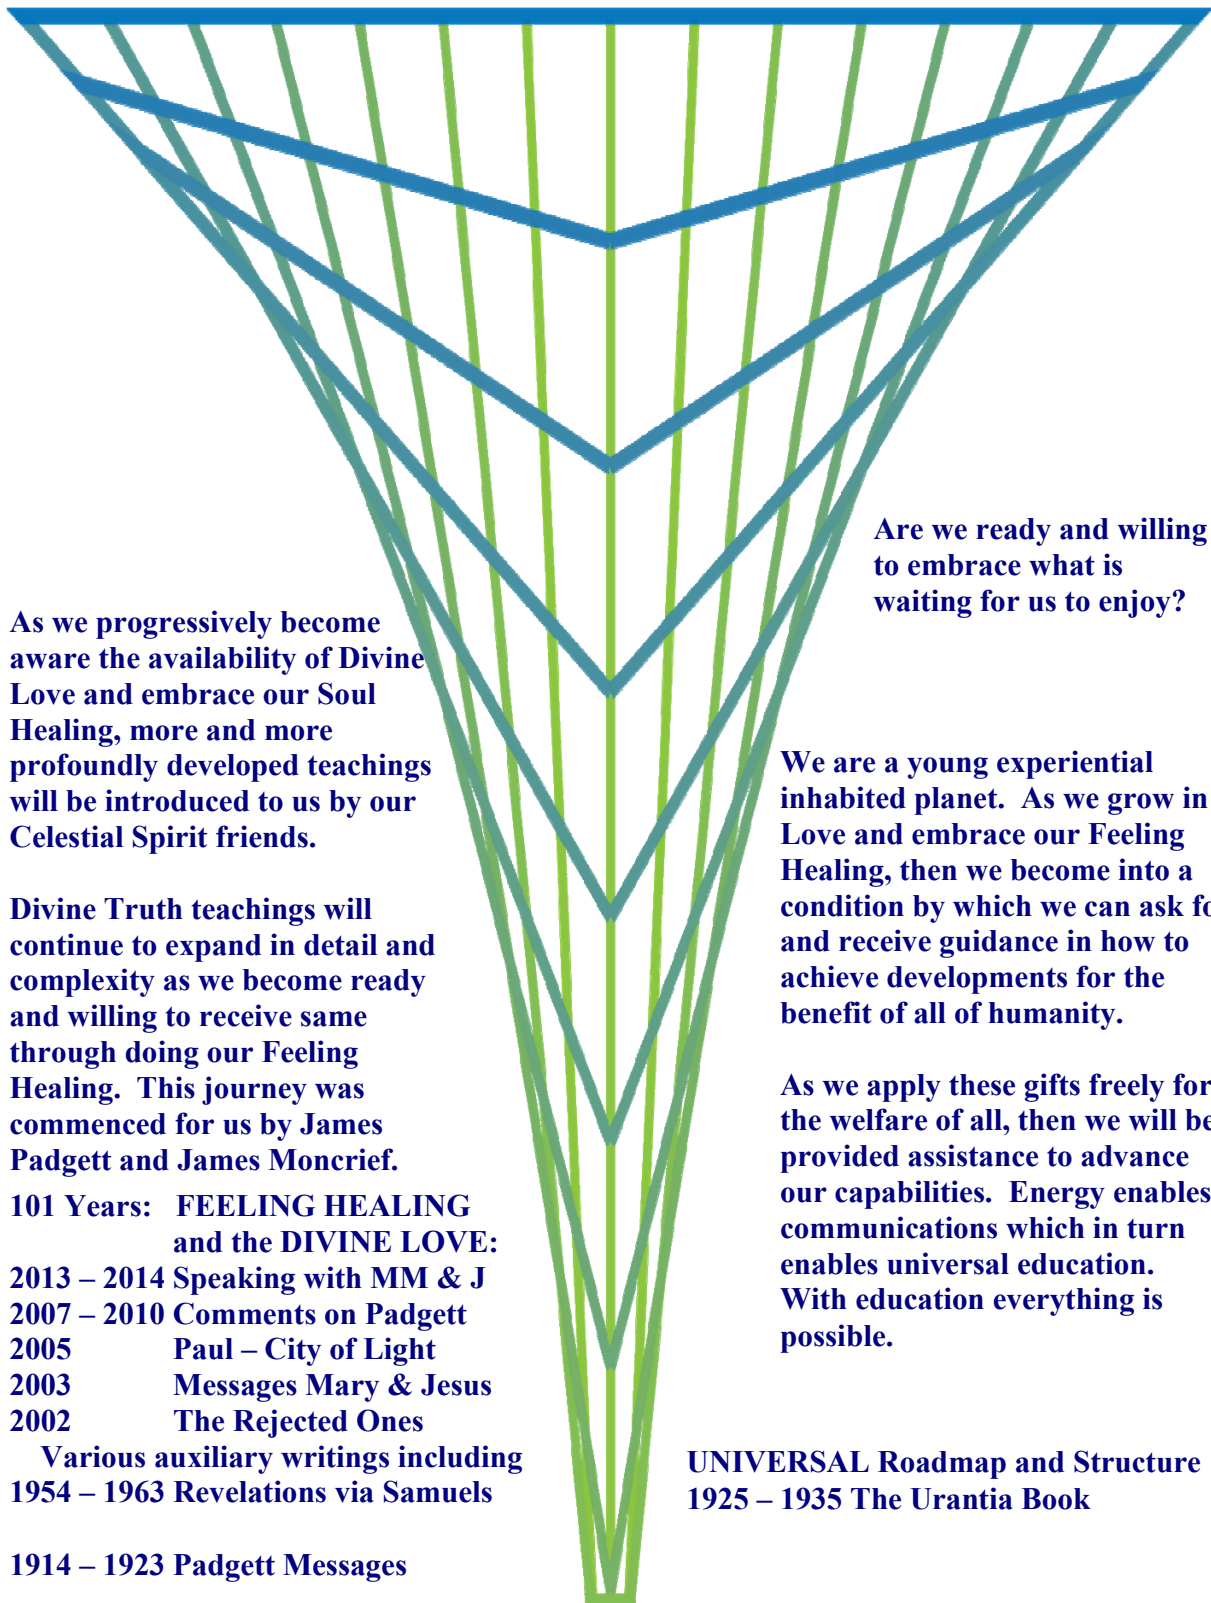 Are we ready and willing
to embrace what is
waiting for us to enjoy?
As we progressively become
aware the availability of Divine
Love and embrace our Soul
Healing, more and more
profoundly developed teachings
will be introduced to us by our
Celestial Spirit friends.
Divine Truth teachings will
continue to expand in detail and
complexity as we become ready
and willing to receive same
through doing our Feeling
Healing.  This journey was
commenced for us by James
Padgett and James Moncrief.
101 Years:   FEELING HEALING
and the DIVINE LOVE:
2013 – 2014 Speaking with MM & J
2007 – 2010 Comments on Padgett
2005 Paul – City of Light
2003 Messages Mary & Jesus
2002 The Rejected Ones
Various auxiliary writings including
1954 – 1963 Revelations via Samuels
1914 – 1923 Padgett Messages
We are a young experiential
inhabited planet.  As we grow in
Love and embrace our Feeling
Healing, then we become into a
condition by which we can ask fo
and receive guidance in how to
achieve developments for the
benefit of all of humanity.
As we apply these gifts freely for
the welfare of all, then we will be
provided assistance to advance
our capabilities.  Energy enables
communications which in turn
enables universal education.
With education everything is
possible.
UNIVERSAL Roadmap and Structure
1925 – 1935 The Urantia Book